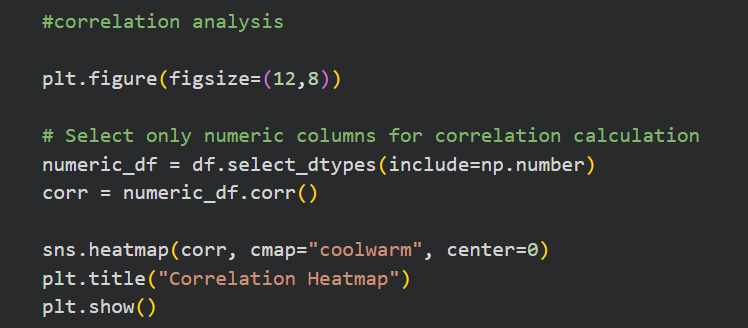 #correlation analysis
plt.figure(figsize=(12,8))
# Select only numeric columns for correlation calculation
numeric_df = df.select_dtypes(include=np.number)
corr = numeric_df.corr()
sns.heatmap(corr, cmap="coolwarm", center=0)
plt.title("Correlation Heatmap")
plt.show()